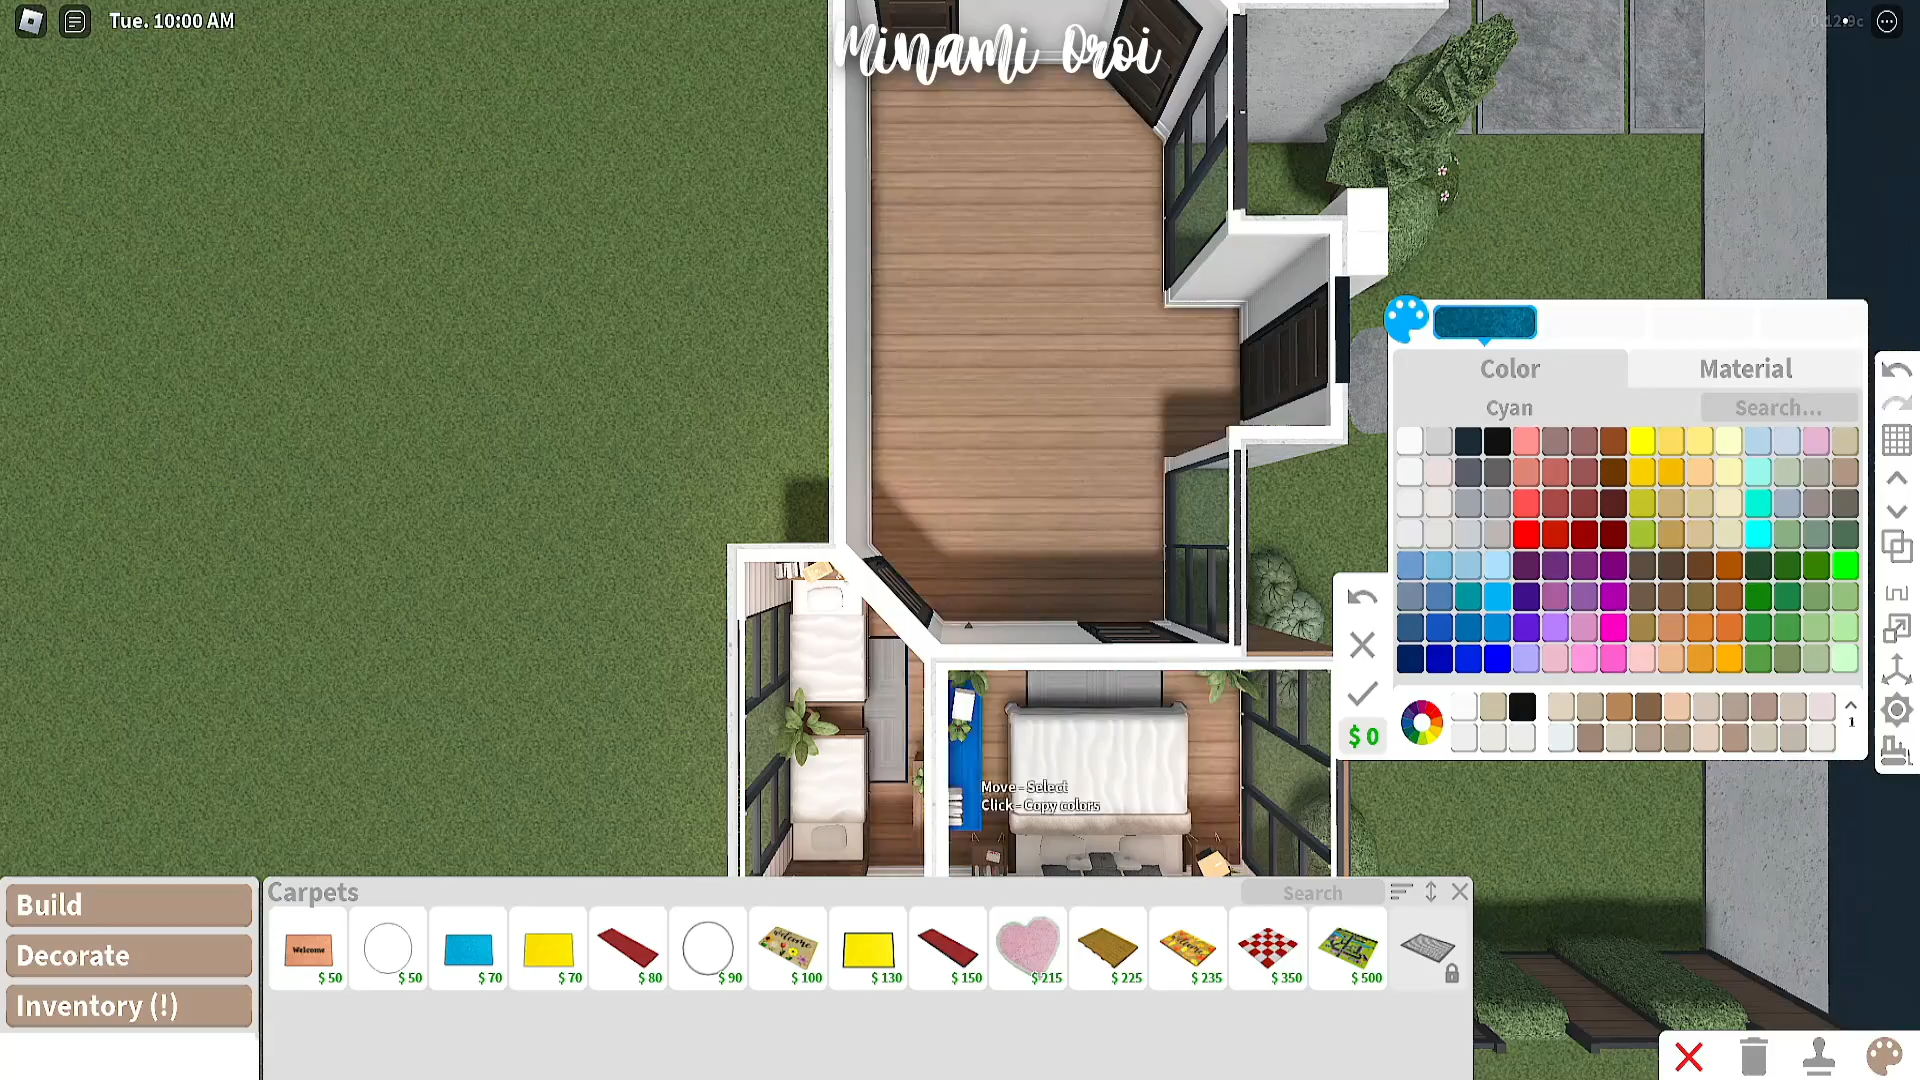 Tue. 10:00 AM
Minami Oroi
Color
Material
Cyan
Search...
$ 0
1
Move - Select
Click - Copy colors
Build
Decorate
Inventory (!)
Carpets
Search
Welcome
$ 50
$ 50
$ 70
$ 70
$ 80
$ 90
welcome
$ 100
$ 130
$ 150
$ 215
$ 225
$ 235
$ 350
$ 500